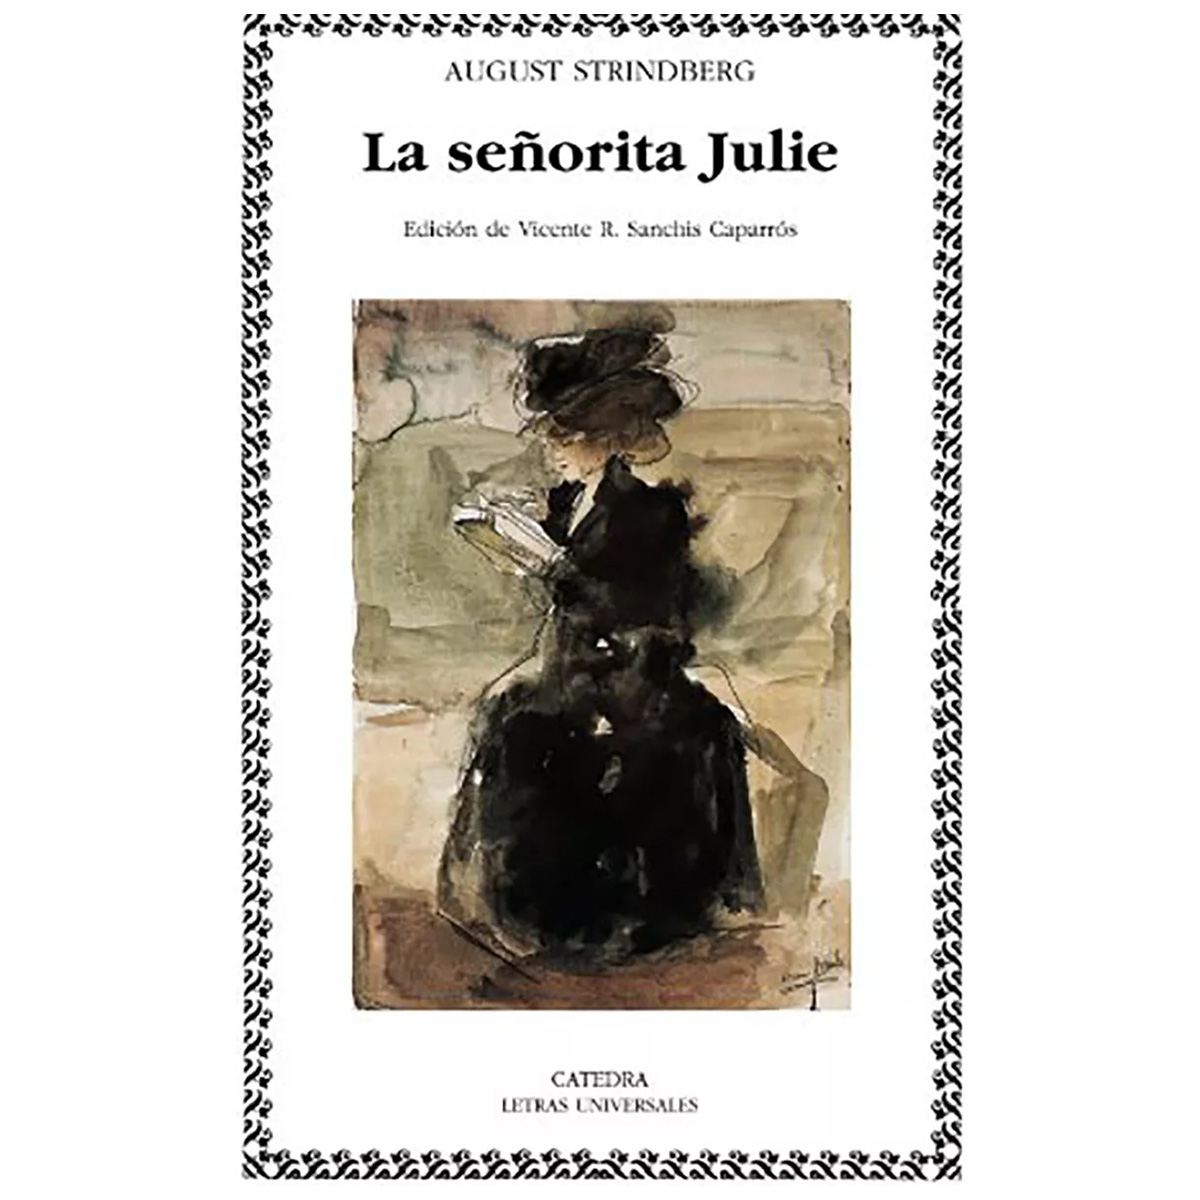 AUGUST STRINDBERG
La señorita Julie
Edición de Vicente R. Sanchis Caparrós
CATEDRA
LETRAS UNIVERSALES